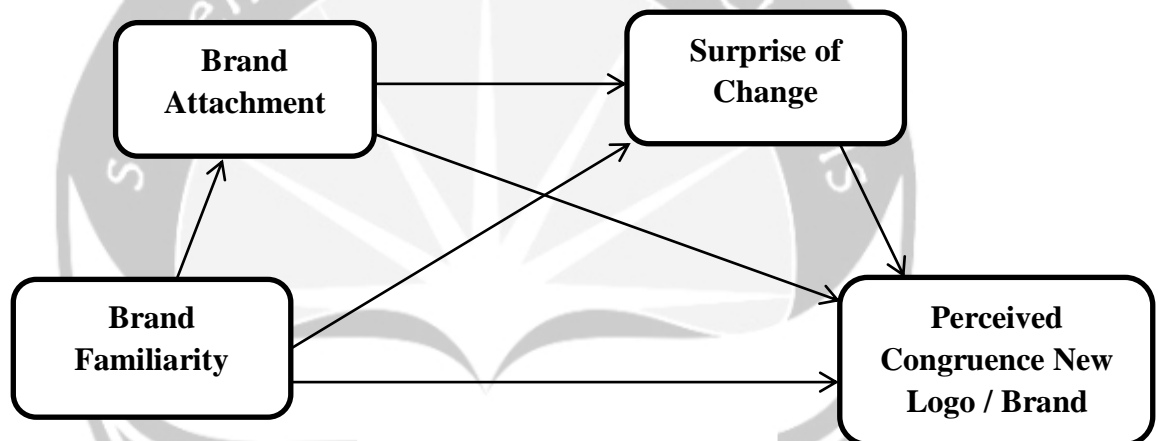 Brand
Attachment
Surprise of
Change
Brand
Familiarity
Perceived
Congruence New
Logo / Brand